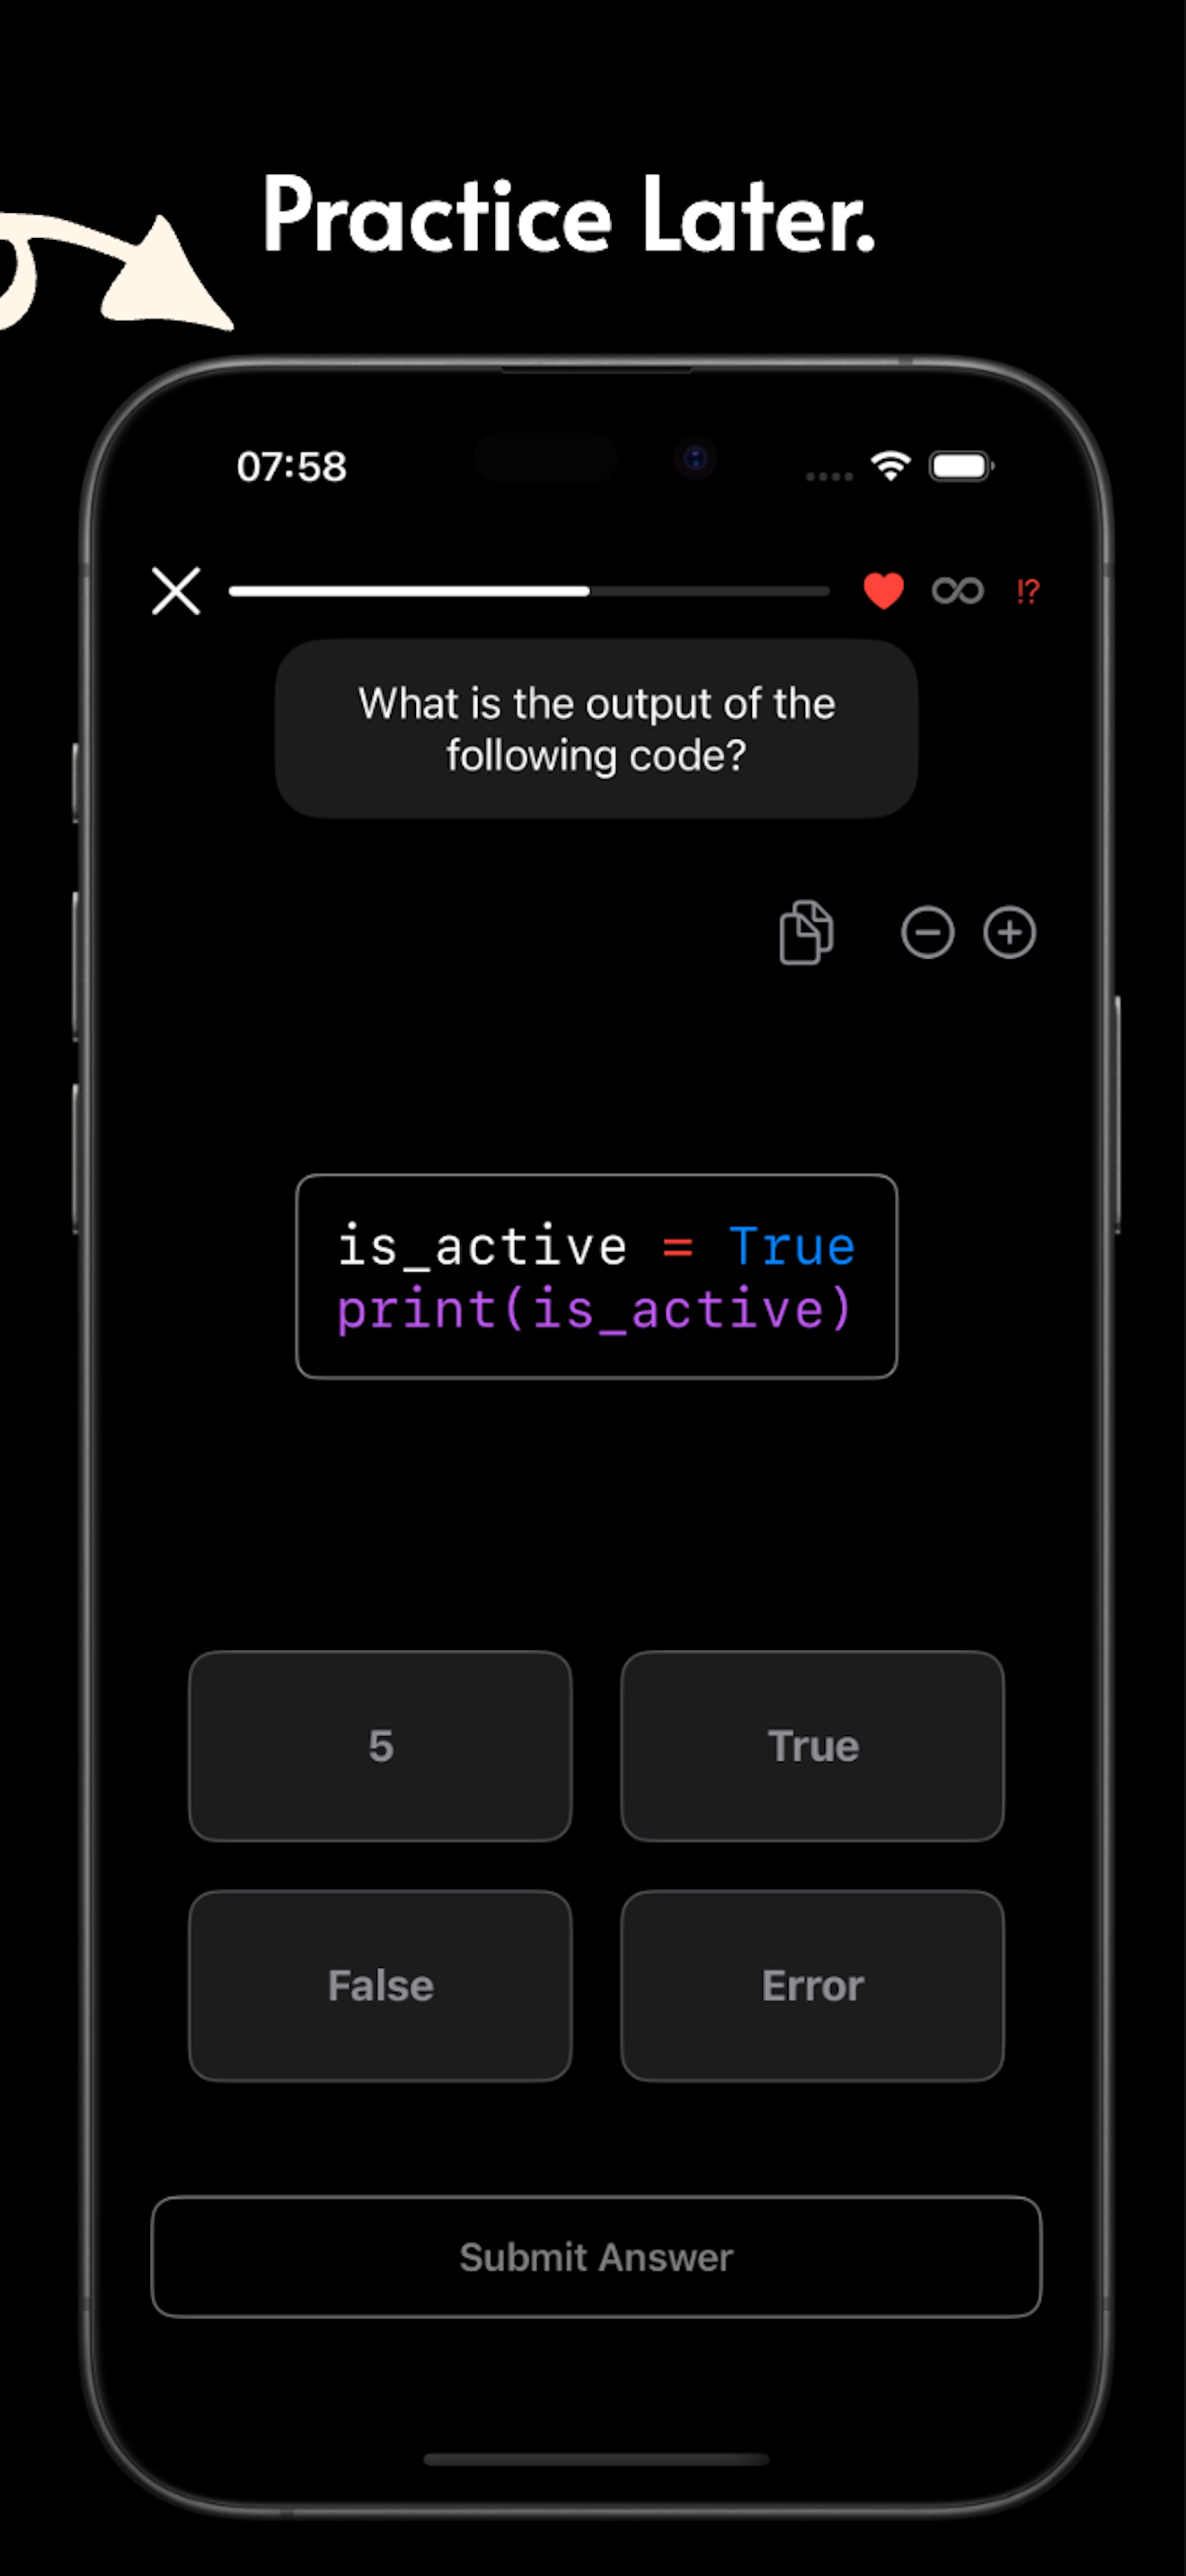 Practice Later.
07:58
!?
What is the output of the
following code?
is_active = True
print(is_active)
5
True
False
Error
Submit Answer